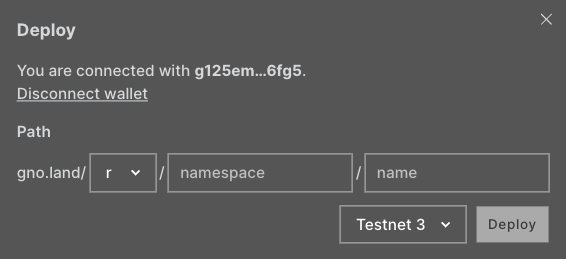 Deploy
You are connected with g125em...6fg5.
Disconnect wallet
Path
gno.land/ r / namespace / name
Testnet 3 Deploy